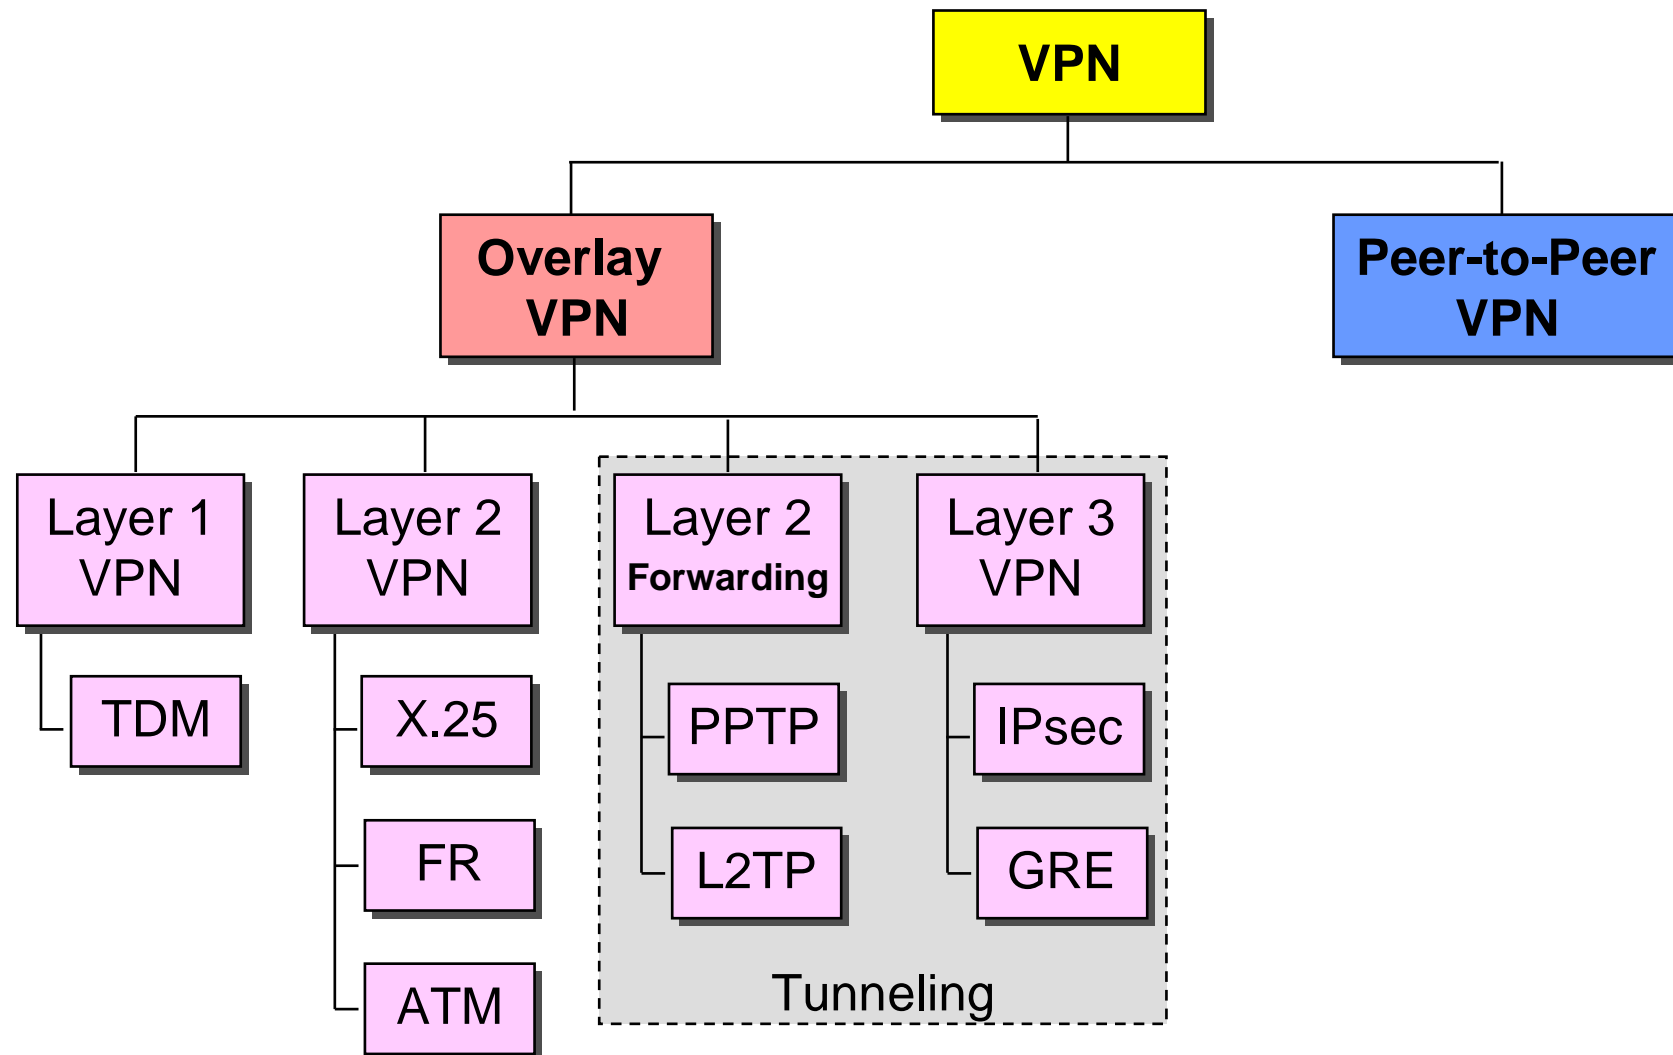 VPN
Overlay
VPN
Peer-to-Peer
VPN
Layer 1
VPN
Layer 2
VPN
Layer 2
Forwarding
Layer 3
VPN
TDM
X.25
PPTP
IPsec
FR
L2TP
GRE
ATM
Tunneling